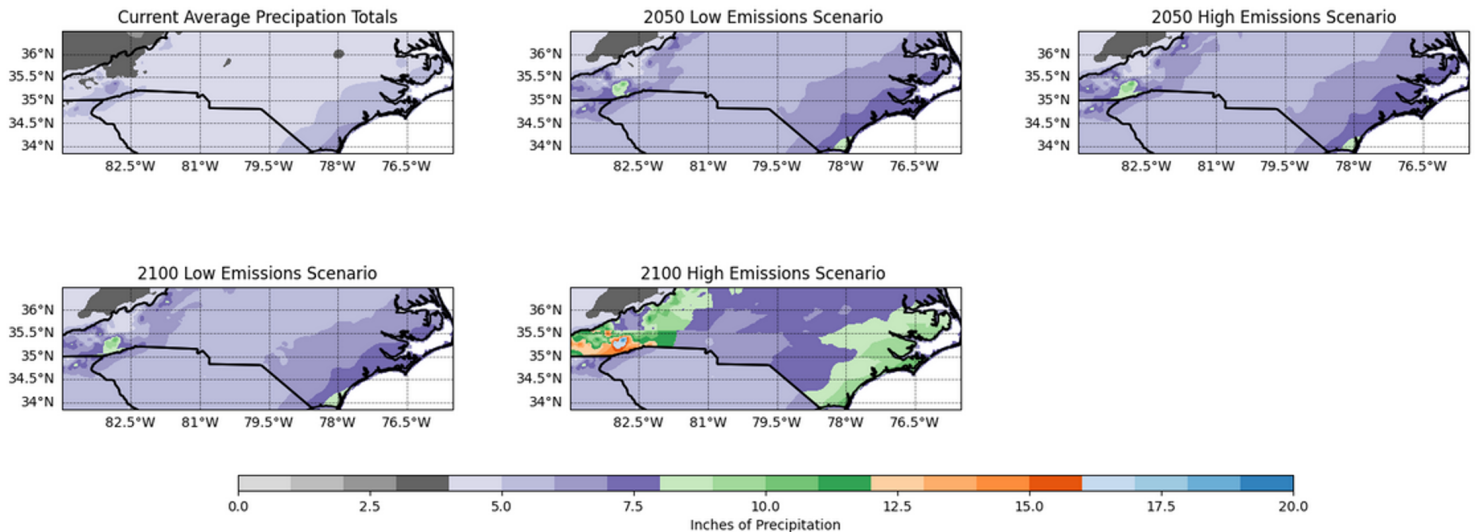 Current Average Precipation Totals
2050 Low Emissions Scenario
2050 High Emissions Scenario
36°N
35.5°N
35°N
34.5°N
34°N
82.5°W 81°W 79.5°W 78°W 76.5°W
36°N
35.5°N
35°N
34.5°N
34°N
82.5°W 81°W 79.5°W 78°W 76.5°W
36°N
35.5°N
35°N
34.5°N
34°N
82.5°W 81°W 79.5°W 78°W 76.5°W
2100 Low Emissions Scenario
2100 High Emissions Scenario
36°N
35.5°N
35°N
34.5°N
34°N
82.5°W 81°W 79.5°W 78°W 76.5°W
36°N
35.5°N
35°N
34.5°N
34°N
82.5°W 81°W 79.5°W 78°W 76.5°W
0.0 2.5 5.0 7.5 10.0 12.5 15.0 17.5 20.0
Inches of Precipitation